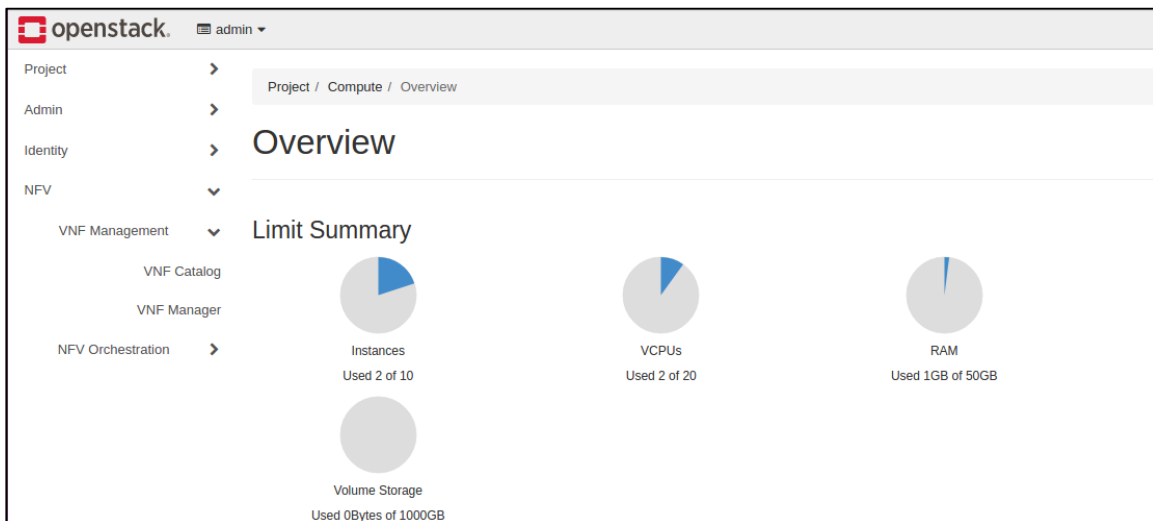 openstack. admin
Project
Admin
Identity
NFV
VNF Management
VNF Catalog
VNF Manager
NFV Orchestration
Project / Compute / Overview
Overview
Limit Summary
Instances
Used 2 of 10
VCPUs
Used 2 of 20
RAM
Used 1GB of 50GB
Volume Storage
Used 0Bytes of 1000GB